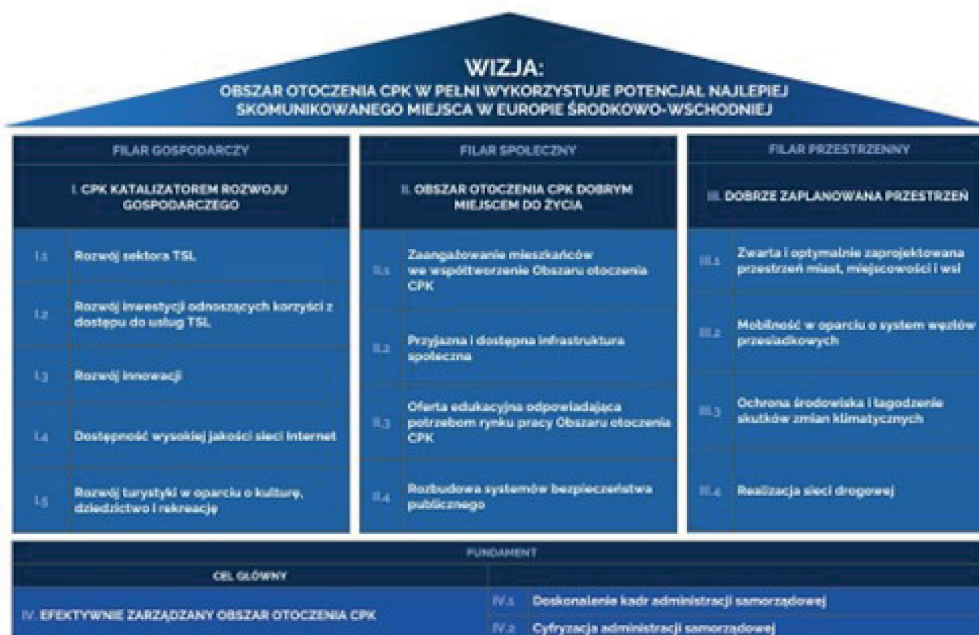 WIZJA:
OBSZAR OTOCZENIA CPK W PEŁNI WYKORZYSTUJE POTENCJAŁ NAJLEPIEJ
SKOMUNIKOWANEGO MIEJSCA W EUROPIE ŚRODKOWO-WSCHODNIEJ
FILAR GOSPODARCZY
I. CPK KATALIZATOREM ROZWOJU
GOSPODARCZEGO
I.1 Rozwój sektora TSL
I.2 Rozwój inwestycji odnoszących korzyści z
dostępu do usług TSL
I.3 Rozwój innowacji
I.4 Dostępność wysokiej jakości sieci Internet
I.5 Rozwój turystyki w oparciu o kulturę,
dziedzictwo i rekreację
FILAR SPOŁECZNY
II. OBSZAR OTOCZENIA CPK DOBRYM
MIEJSCEM DO ŻYCIA
II.1 Zaangażowanie mieszkańców
we współtworzenie Obszaru otoczenia
CPK
II.2 Przyjazna i dostępna infrastruktura
społeczna
II.3 Oferta edukacyjna odpowiadająca
potrzebom rynku pracy Obszaru otoczenia
CPK
II.4 Rozbudowa systemów bezpieczeństwa
publicznego
FILAR PRZESTRZENNY
III. DOBRZE ZAPLANOWANA PRZESTRZEŃ
III.1 Zwarta i optymalnie zaprojektowana
przestrzeń miast, miejscowości i wsi
III.2 Mobilność w oparciu o system węzłów
przesiadkowych
III.3 Ochrona środowiska i łagodzenie
skutków zmian klimatycznych
III.4 Realizacja sieci drogowej
FUNDAMENT
CEL GŁÓWNY
IV. EFEKTYWNIE ZARZĄDZANY OBSZAR OTOCZENIA CPK
IV.1 Doskonalenie kadr administracji samorządowej
IV.2 Cyfryzacja administracji samorządowej